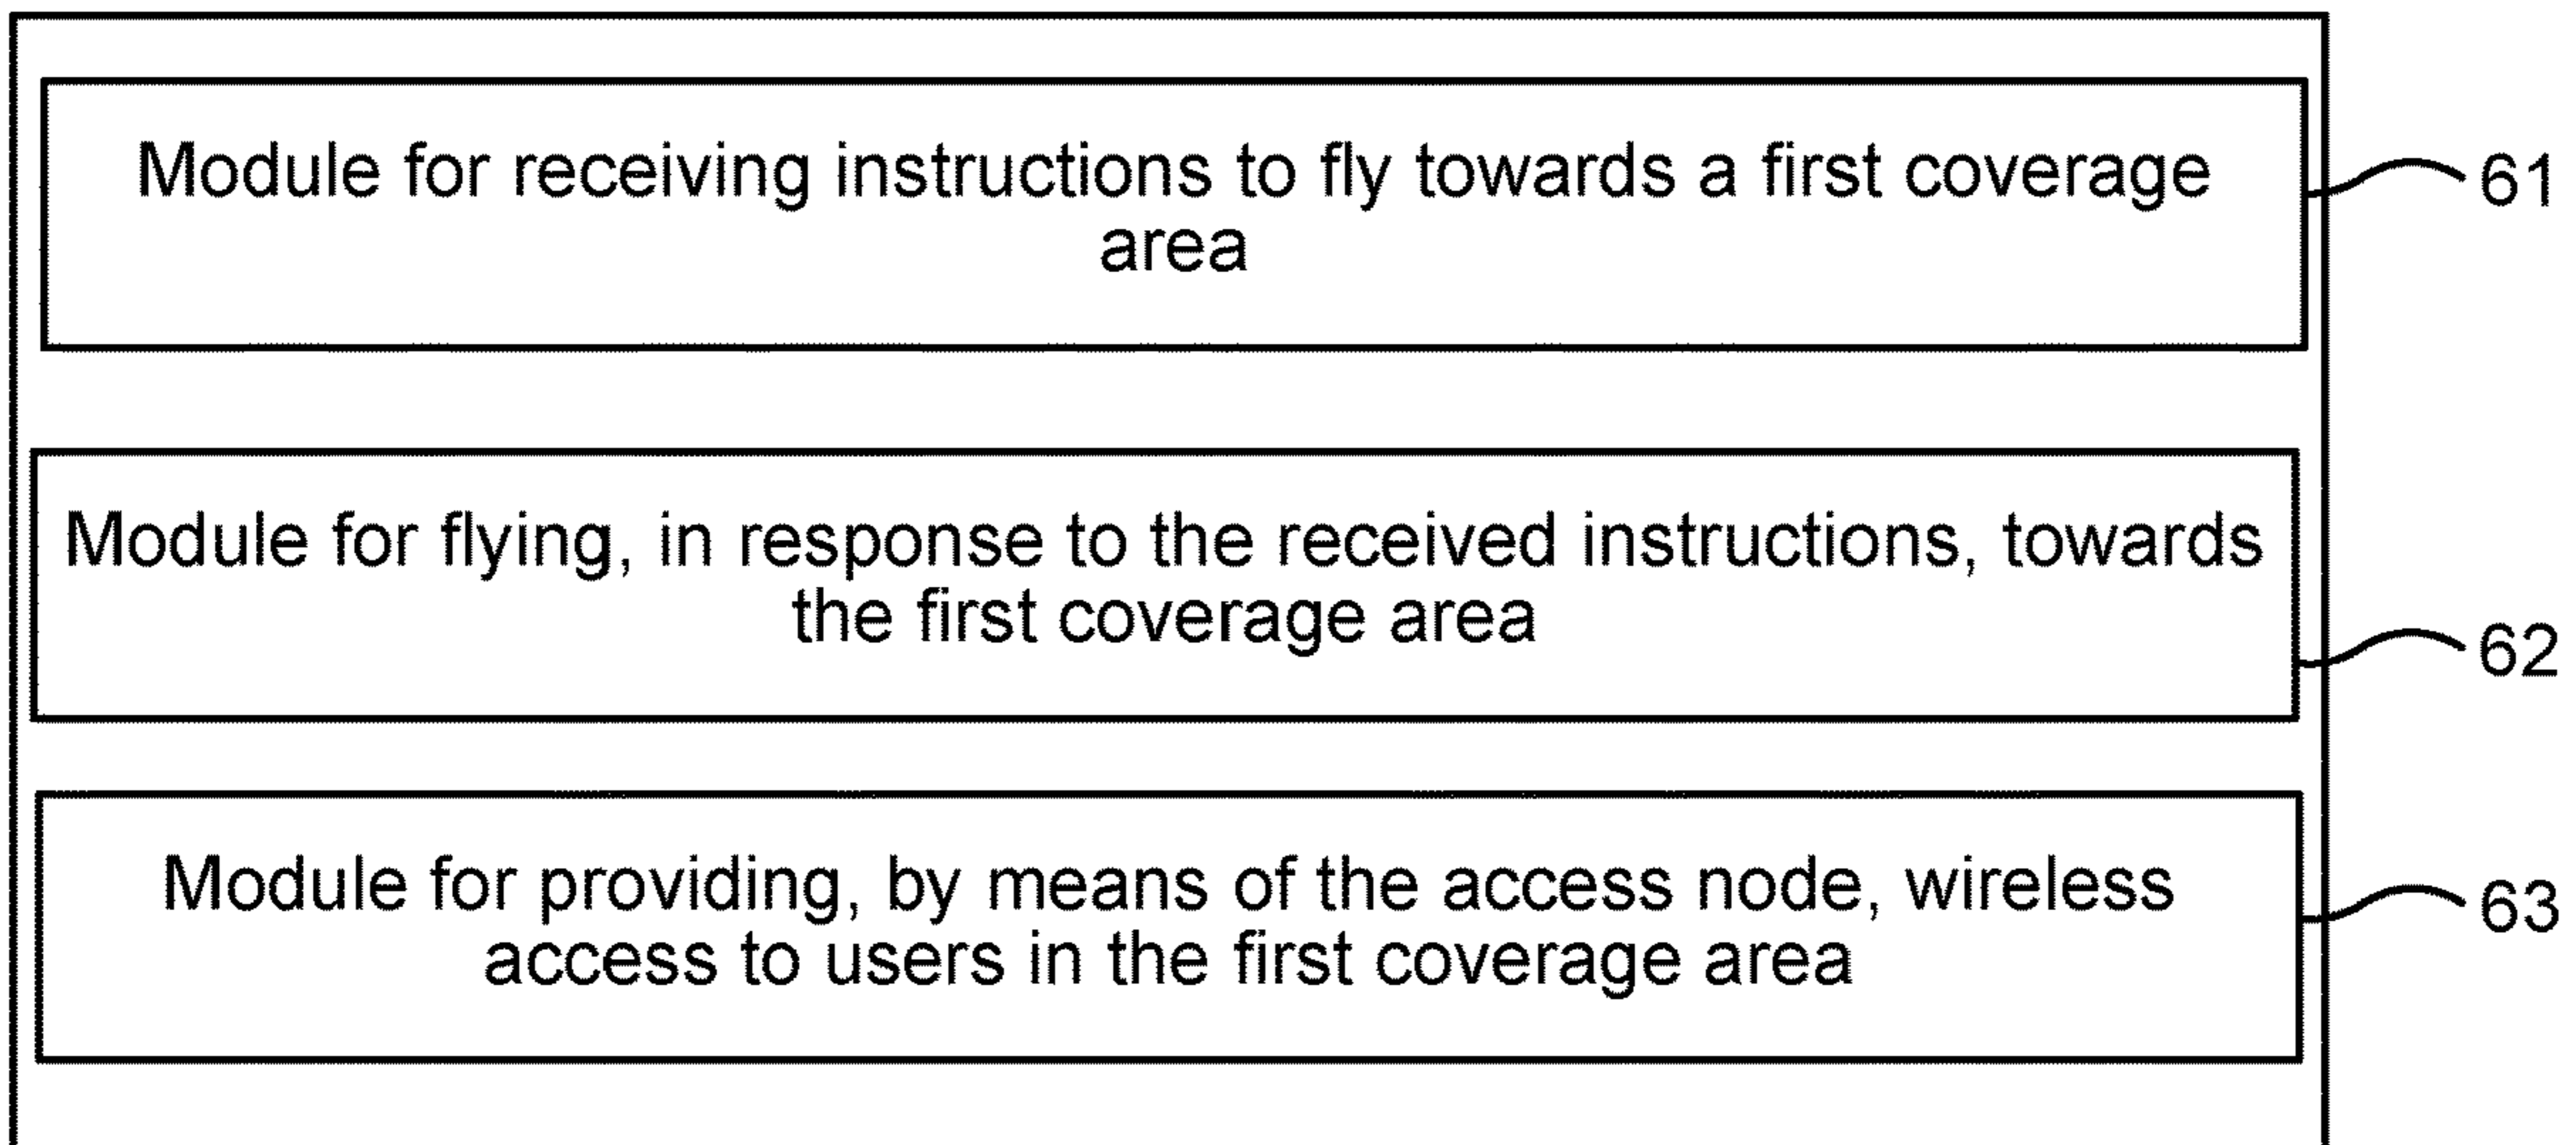 Module for receiving instructions to fly towards a first coverage
area
61
Module for flying, in response to the received instructions, towards
the first coverage area
62
Module for providing, by means of the access node, wireless
access to users in the first coverage area
63